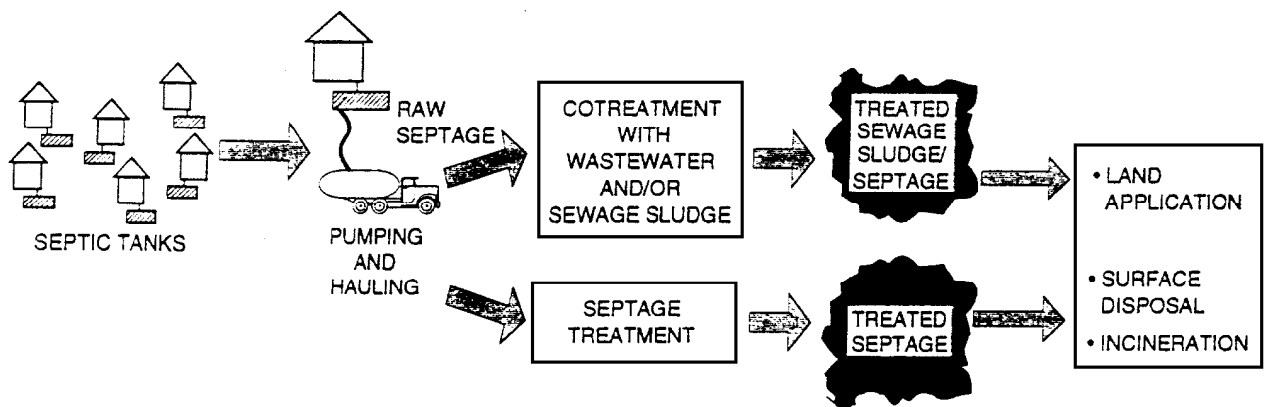 SEPTIC TANKS
RAW
SEPTAGE
PUMPING
AND
HAULING
COTREATMENT
WITH
WASTEWATER
AND/OR
SEWAGE SLUDGE
SEPTAGE
TREATMENT
TREATED
SEWAGE
SLUDGE/
SEPTAGE
TREATED
SEPTAGE
• LAND
APPLICATION
• SURFACE
DISPOSAL
• INCINERATION